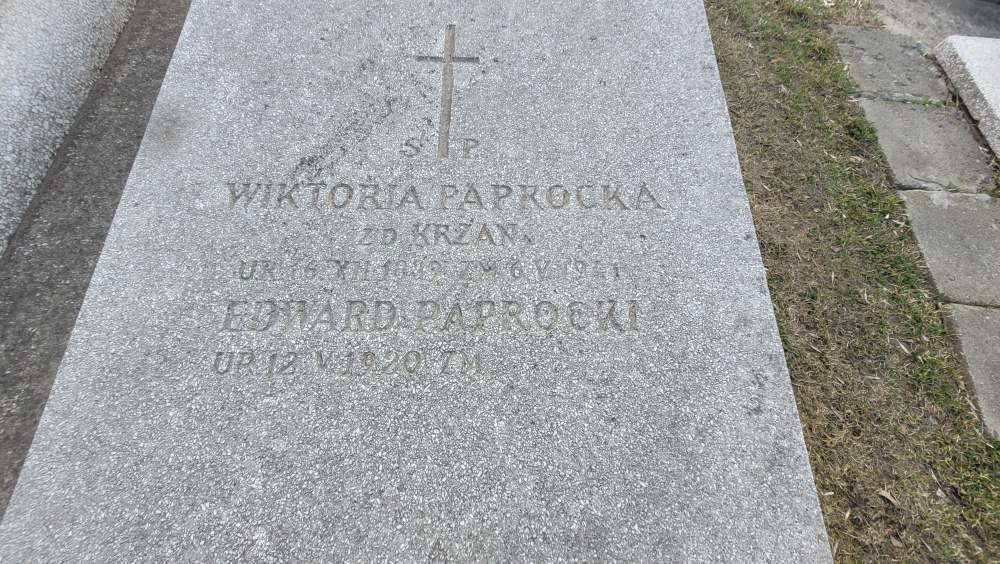 Ś P.
WIKTORIA PAPROCKA
ZD KRZAN
UR. 16 XII ZM 6 V
EDWARD PAPROCKI
UR. 12 V 1920 ZM